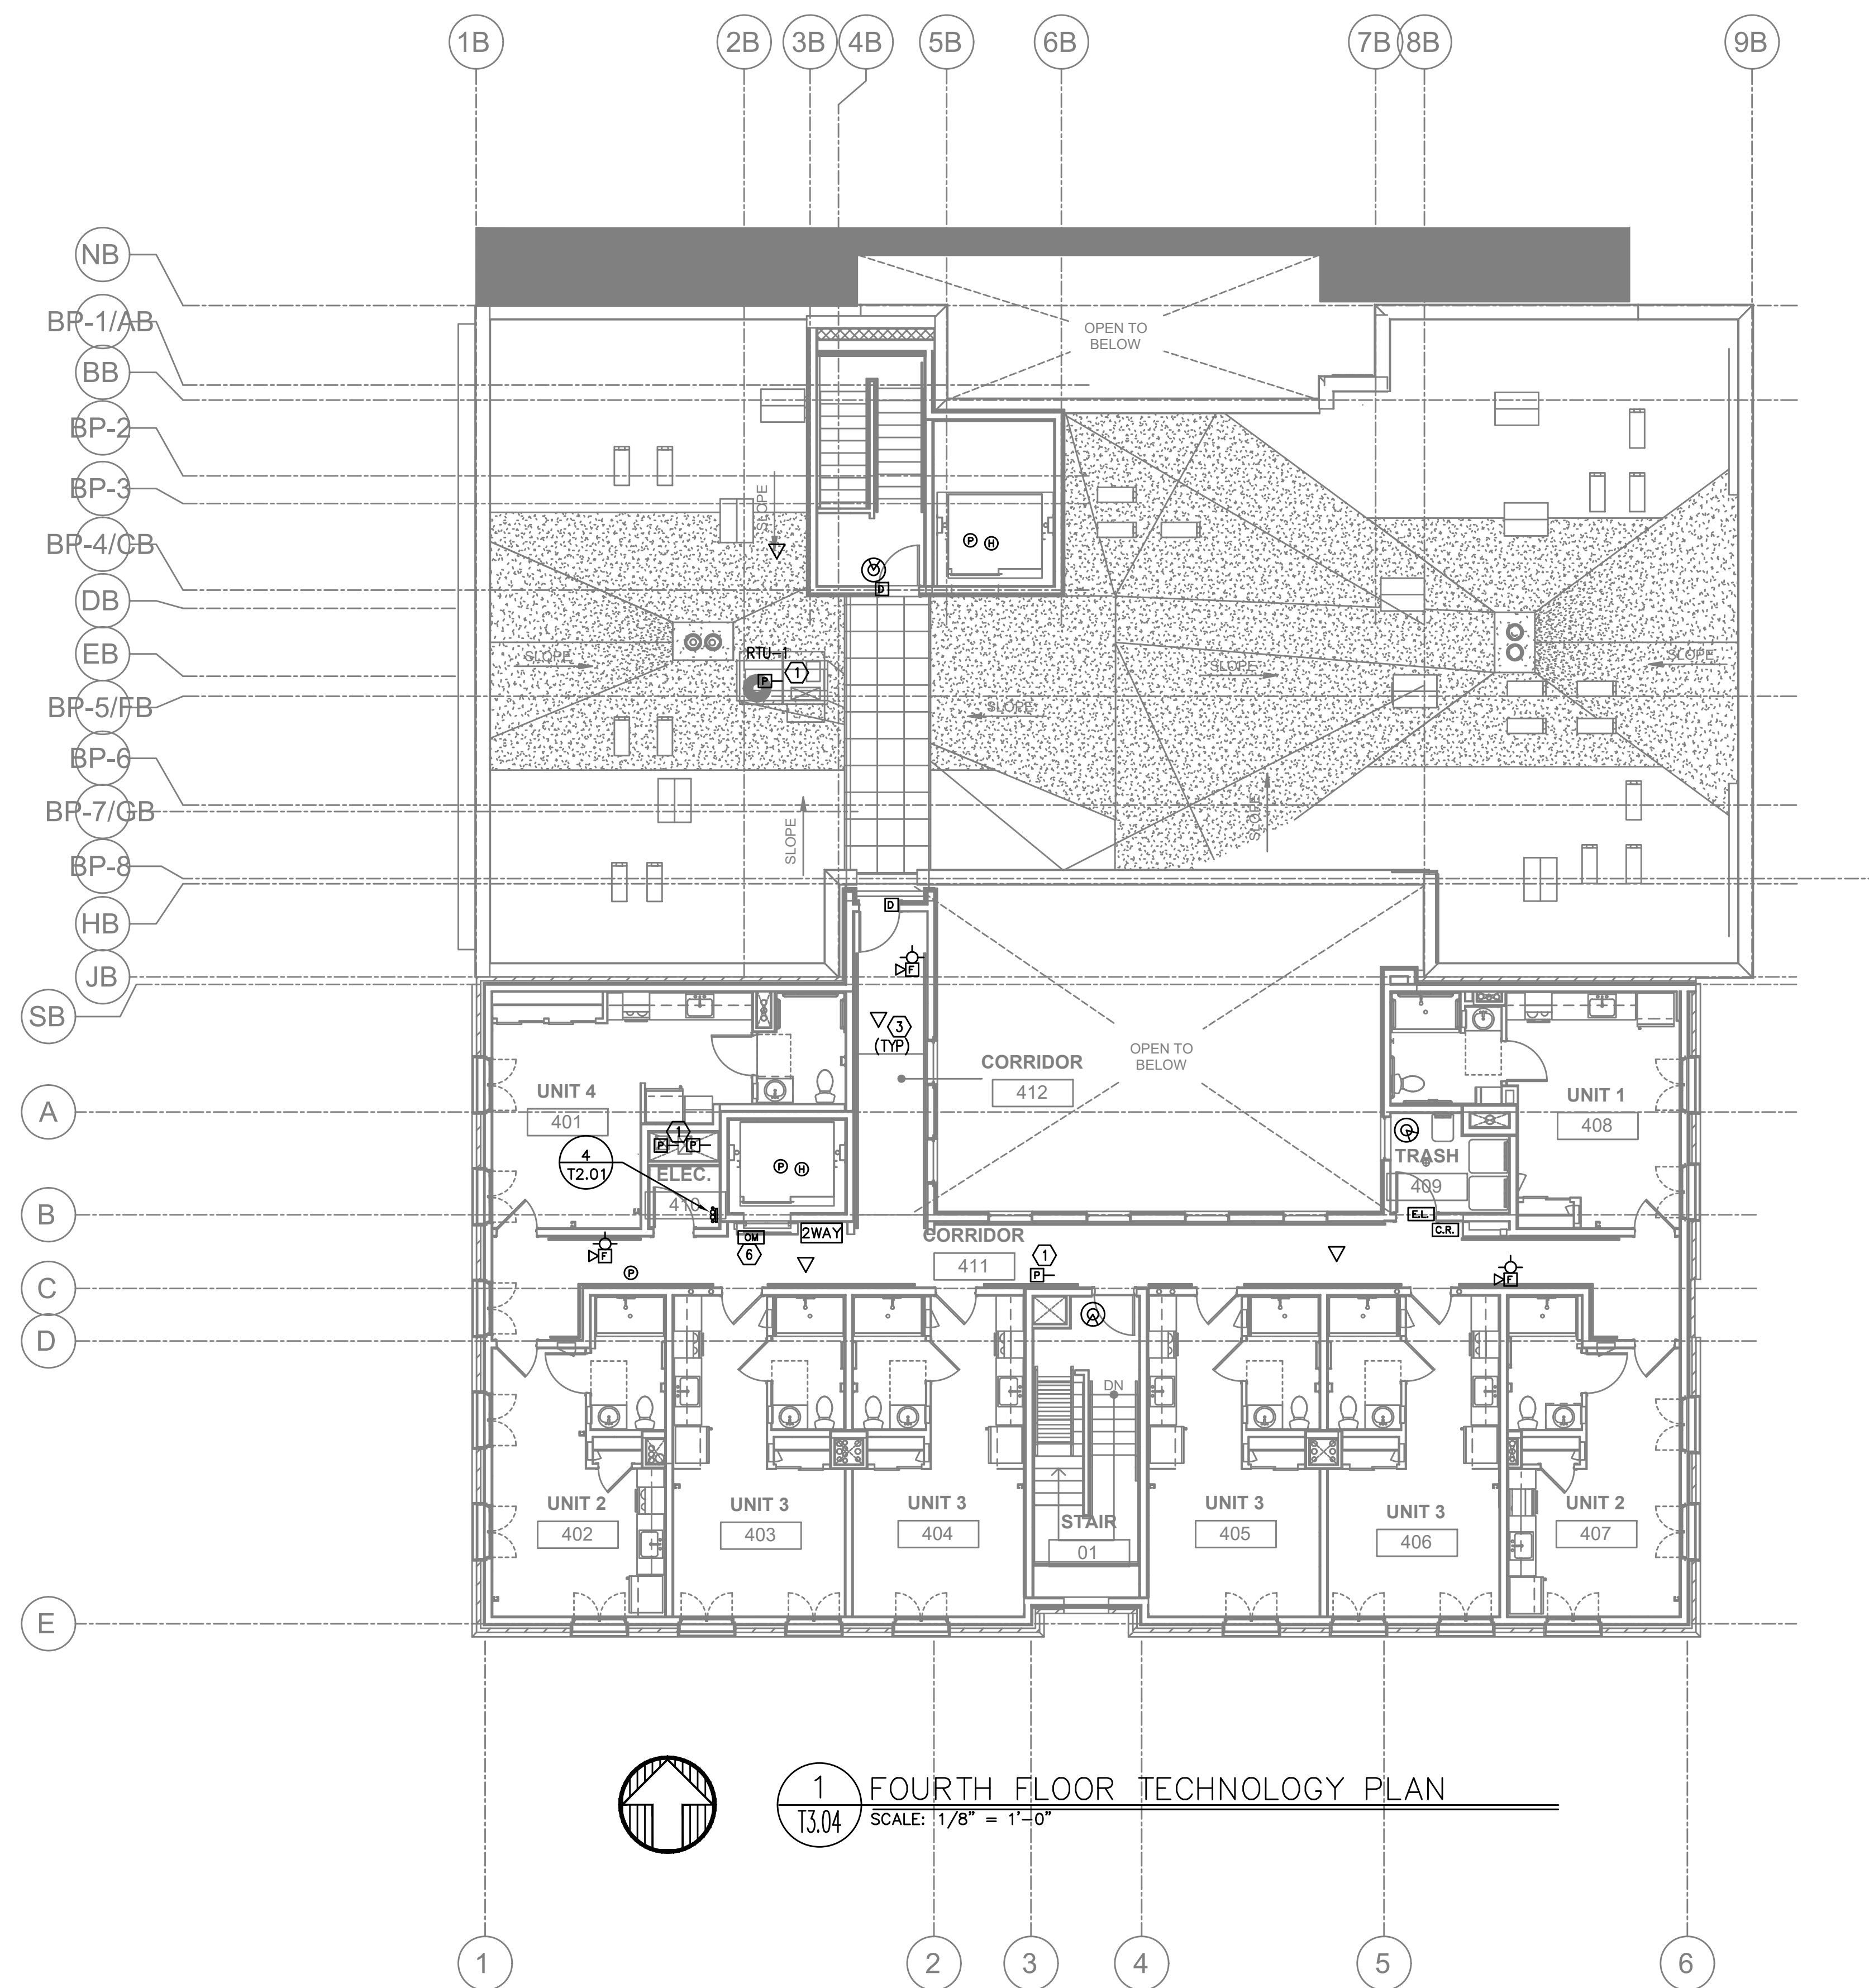 1B 2B 3B 4B 5B 6B 7B 8B 9B
NB
BP-1/AB
BB
BP-2
BP-3
BP-4/CB
DB
EB
BP-5/FB
BP-6
BP-7/GB
BP-8
HB
JB
SB
A
B
C
D
E
OPEN TO
BELOW
SLOPE
P H
D
RTU-1
P 1
SLOPE
SLOPE
SLOPE
SLOPE
SLOPE
SLOPE
D
F
3
(TYP)
CORRIDOR
412
OPEN TO
BELOW
UNIT 4
401
UNIT 1
408
1
P P
4
T2.01
ELEC.
410
P H
TRASH
409
E.L.
C.R.
OM
6
2WAY
CORRIDOR
411
F
P
1
P
F
DN
UNIT 2
402
UNIT 3
403
UNIT 3
404
STAIR
01
UNIT 3
405
UNIT 3
406
UNIT 2
407
1
T3.04
FOURTH FLOOR TECHNOLOGY PLAN
SCALE: 1/8" = 1'-0"
1 2 3 4 5 6